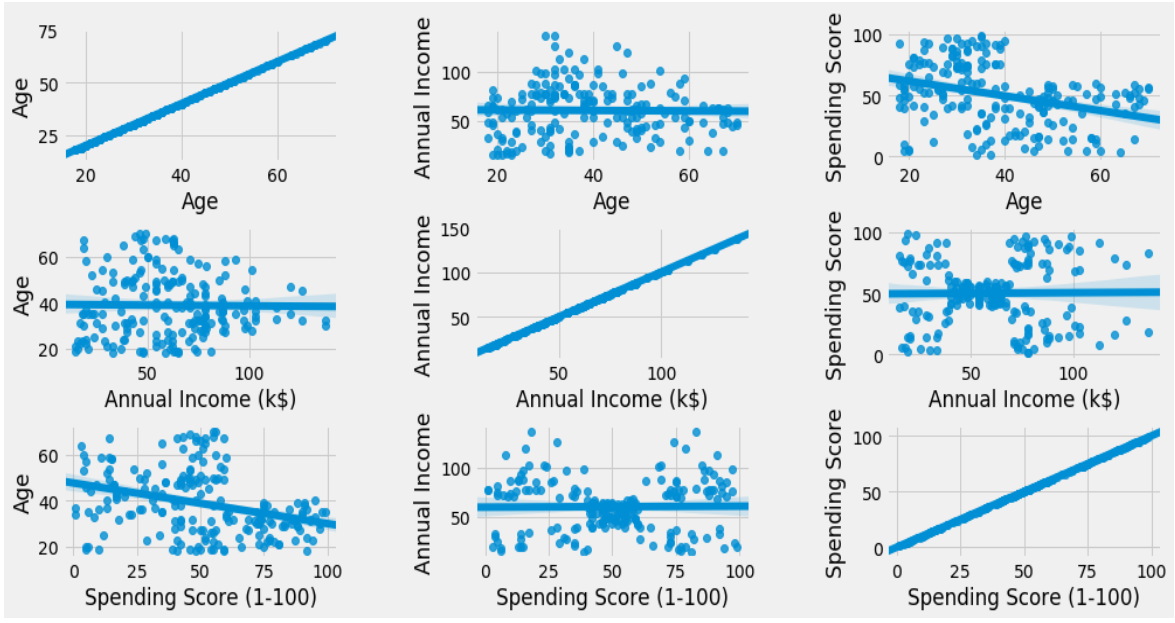 75
50
25
Age
20 40 60
Age
100
50
Annual Income
20 40 60
Age
100
50
0
Spending Score
20 40 60
Age
60
40
20
Age
50 100
Annual Income (k$)
150
100
50
Annual Income
50 100
Annual Income (k$)
100
50
0
Spending Score
50 100
Annual Income (k$)
60
40
20
Age
0 25 50 75 100
Spending Score (1-100)
100
50
Annual Income
0 25 50 75 100
Spending Score (1-100)
100
50
0
Spending Score
0 25 50 75 100
Spending Score (1-100)